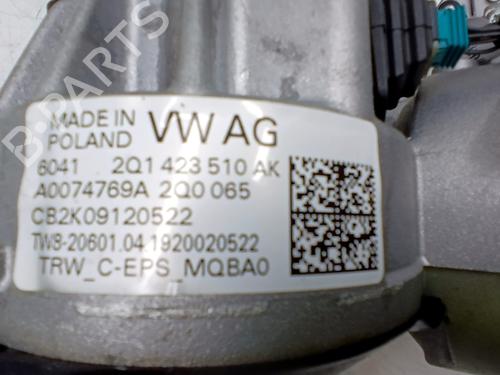 MADE IN
POLAND
VW AG
6041 2Q1 423 510 AK
A0074769A 2Q0 065
CB2K09120522
TW8-20601.04.1920020522
TRW_C-EPS_MQBA0
B-PARTS